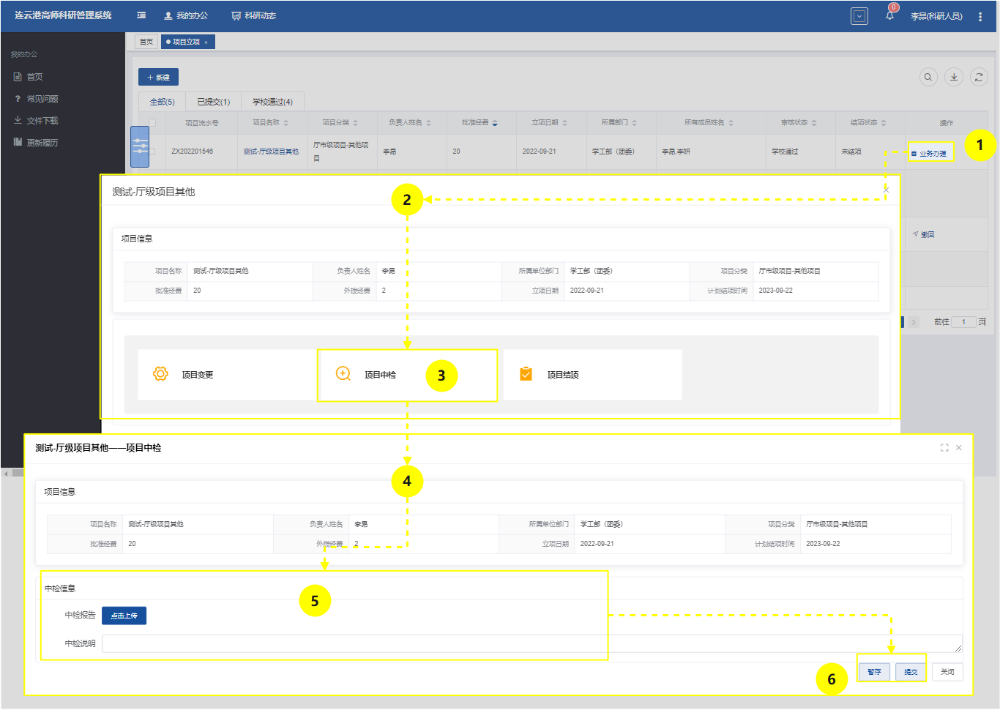 连云港高师科研管理系统 我的办公 科研动态 0 李昂(科研人员)
我的办公
首页
常见问题
文件下载
更新履历
首页 项目立项 ×
+ 新建
全部(5) 已提交(1) 学校通过(4)
项目流水号 项目名称 项目分类 负责人姓名 批准经费 立项日期 所属部门 所有成员姓名 审核状态 结项状态 操作
ZX202201546 测试-厅级项目其他 厅市级项目-其他项目 李昂 20 2022-09-21 学工部（团委） 李昂,李妍 学校通过 未结项 业务办理
1
撤回
前往 1 页
测试-厅级项目其他
2
项目信息
项目名称 测试-厅级项目其他 负责人姓名 李昂 所属单位部门 学工部（团委） 项目分类 厅市级项目-其他项目
批准经费 20 外拨经费 2 立项日期 2022-09-21 计划结项时间 2023-09-22
项目变更 项目中检 3 项目结项
测试-厅级项目其他——项目中检
4
项目信息
项目名称 测试-厅级项目其他 负责人姓名 李昂 所属单位部门 学工部（团委） 项目分类 厅市级项目-其他项目
批准经费 20 外拨经费 2 立项日期 2022-09-21 计划结项时间 2023-09-22
中检信息
5
中检报告 点击上传
中检说明
6 暂存 提交 关闭